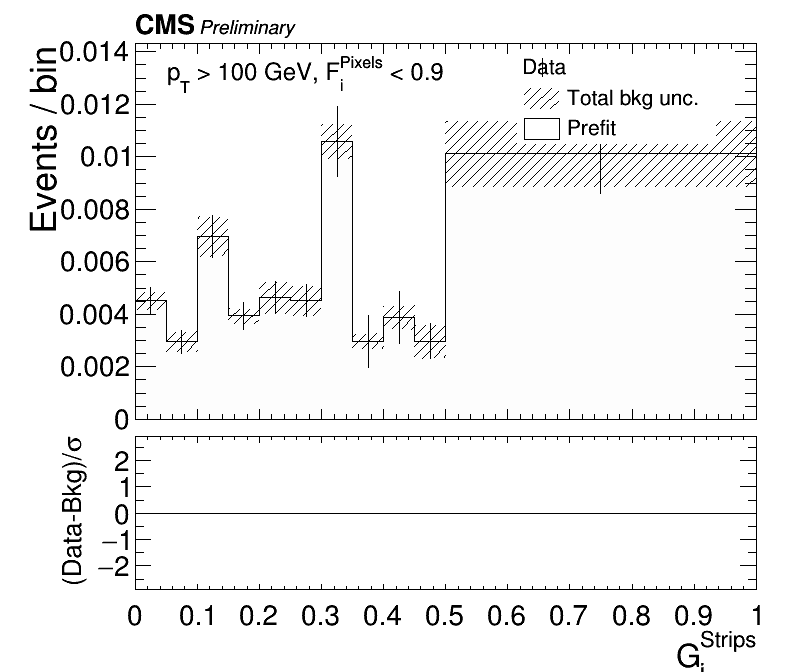 CMS Preliminary
Events / bin
p_T > 100 GeV, F_i^Pixels < 0.9
Data
Total bkg unc.
Prefit
0.014
0.012
0.01
0.008
0.006
0.004
0.002
0
(Data-Bkg)/σ
2
1
0
−1
−2
0 0.1 0.2 0.3 0.4 0.5 0.6 0.7 0.8 0.9 1
G_i^Strips